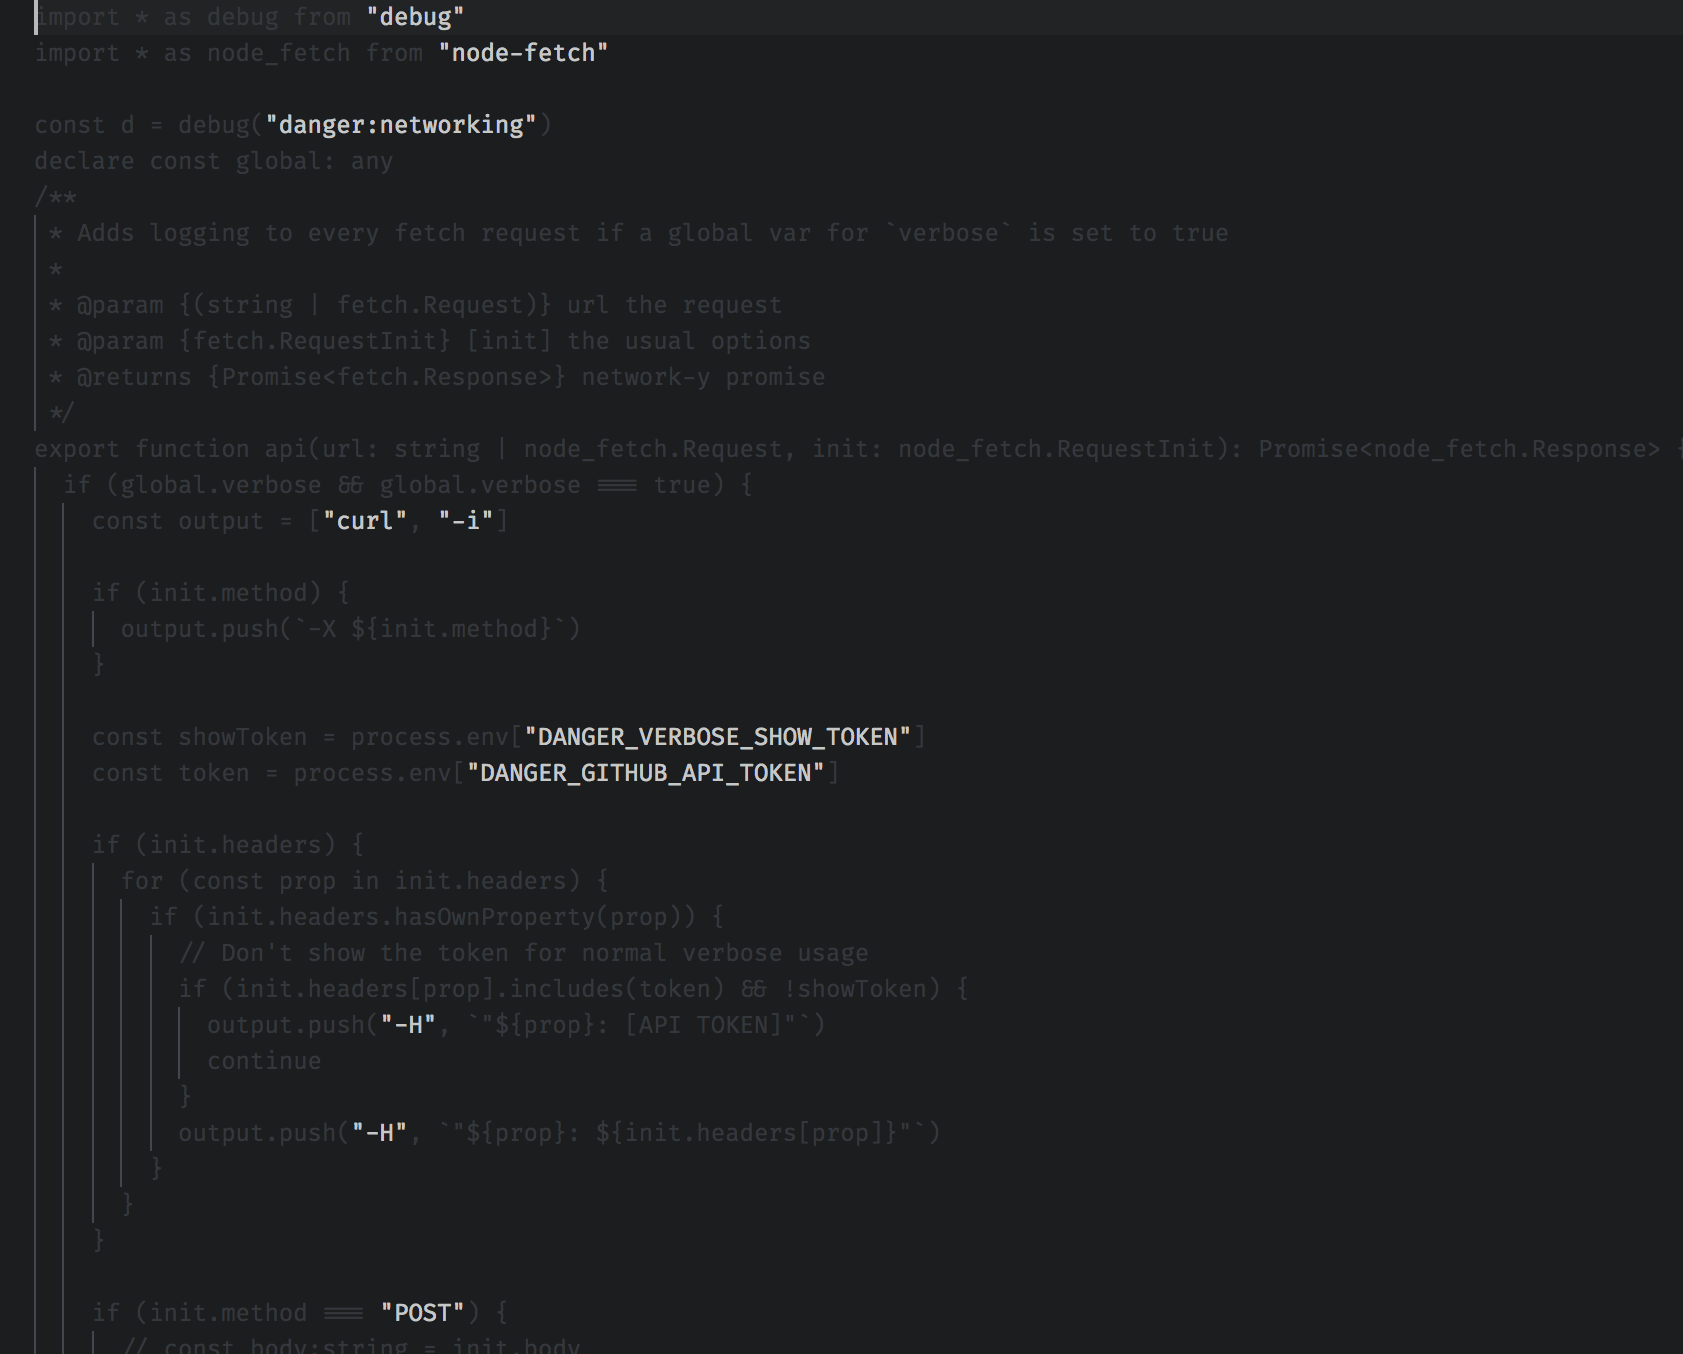 import * as debug from "debug"
import * as node_fetch from "node-fetch"
const d = debug("danger:networking")
declare const global: any
/**
* Adds logging to every fetch request if a global var for `verbose` is set to true
*
* @param {(string | fetch.Request)} url the request
* @param {fetch.RequestInit} [init] the usual options
* @returns {Promise<fetch.Response>} network-y promise
*/
export function api(url: string | node_fetch.Request, init: node_fetch.RequestInit): Promise<node_fetch.Response> {
if (global.verbose && global.verbose === true) {
const output = ["curl", "-i"]
if (init.method) {
output.push(`-X ${init.method}`)
}
const showToken = process.env["DANGER_VERBOSE_SHOW_TOKEN"]
const token = process.env["DANGER_GITHUB_API_TOKEN"]
if (init.headers) {
for (const prop in init.headers) {
if (init.headers.hasOwnProperty(prop)) {
// Don't show the token for normal verbose usage
if (init.headers[prop].includes(token) && !showToken) {
output.push("-H", `"${prop}: [API TOKEN]"`)
continue
}
output.push("-H", `"${prop}: ${init.headers[prop]}"`)
}
}
}
if (init.method === "POST") {
// const body:string = init.body